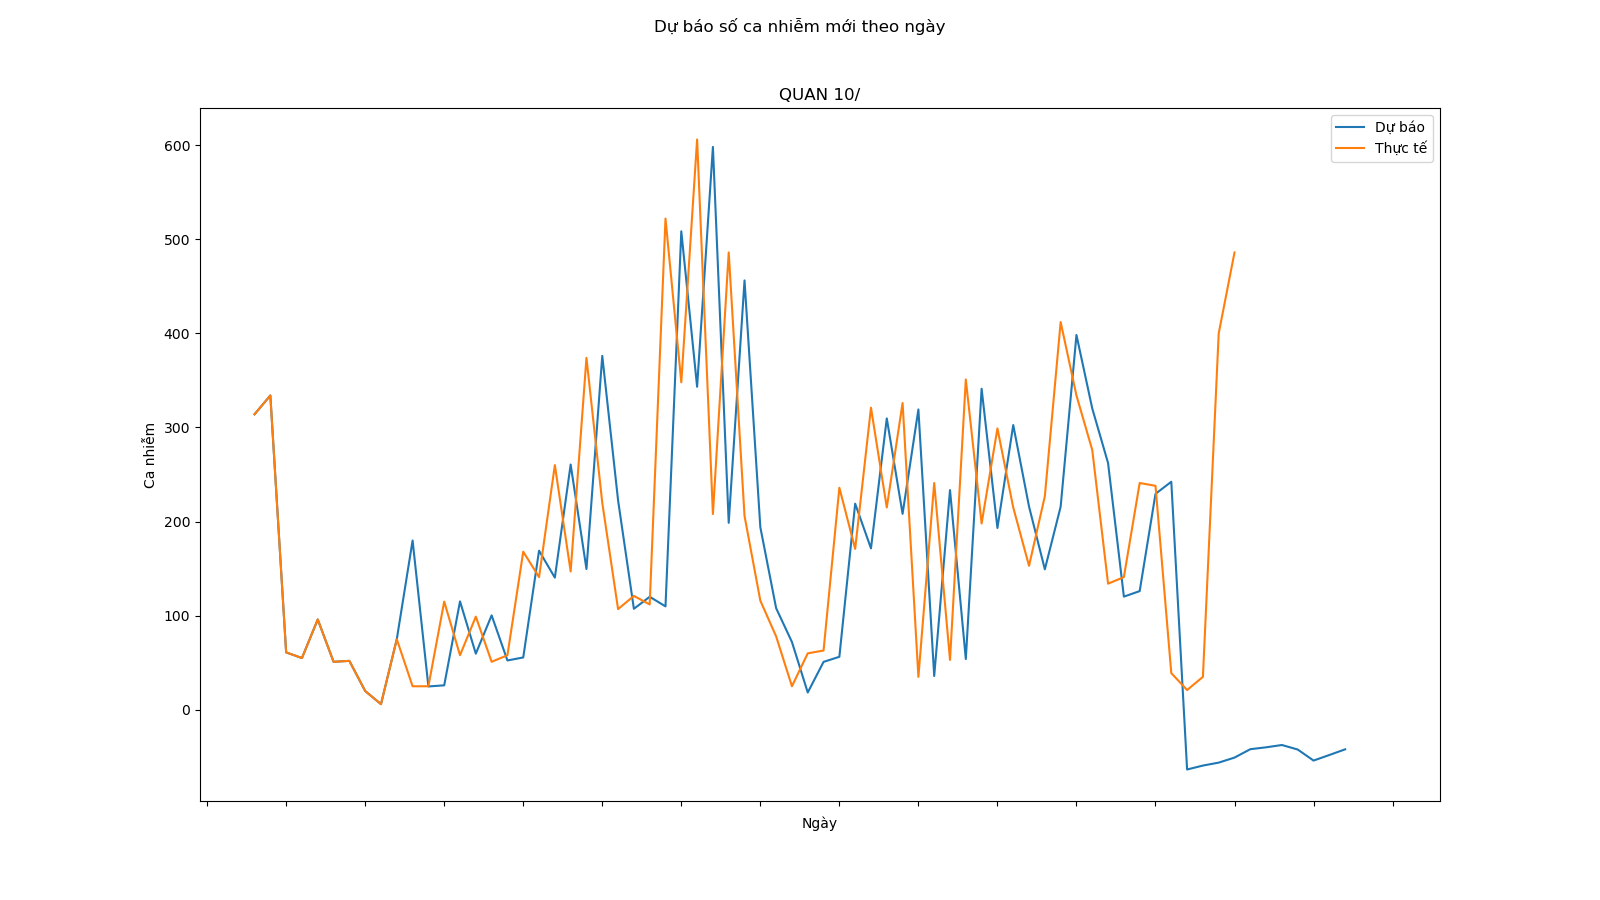 Dự báo số ca nhiễm mới theo ngày
QUAN 10/
Dự báo
Thực tế
600
500
400
300
200
100
0
Ca nhiễm
Ngày